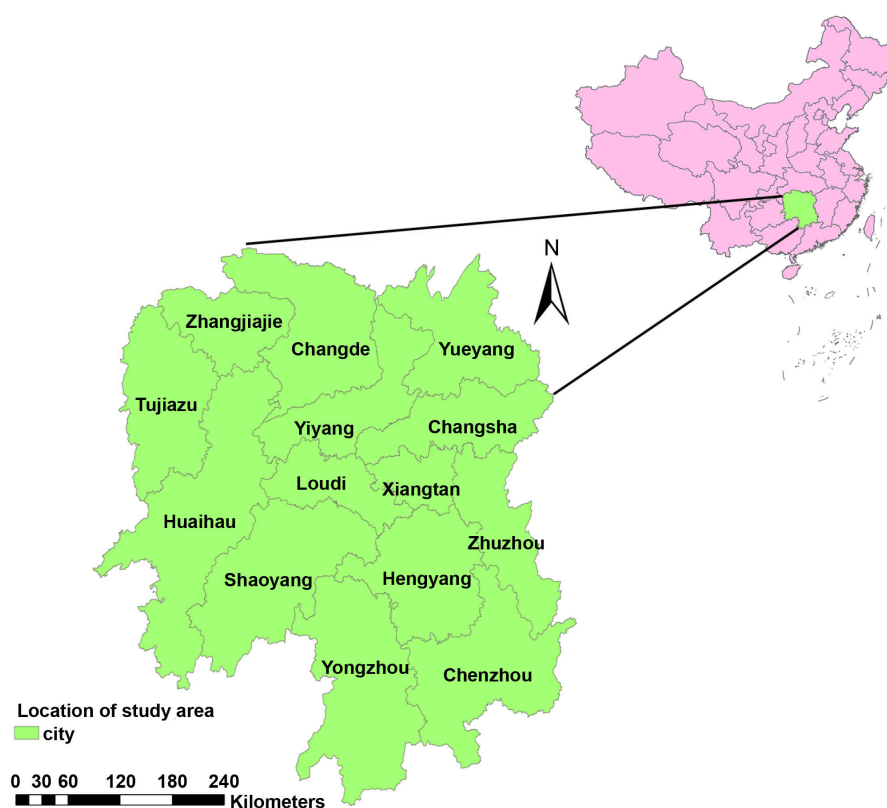 N
Zhangjiajie
Changde
Yueyang
Tujiazu
Yiyang
Changsha
Loudi
Xiangtan
Huaihau
Zhuzhou
Shaoyang
Hengyang
Yongzhou
Chenzhou
Location of study area
city
0 30 60 120 180 240
Kilometers